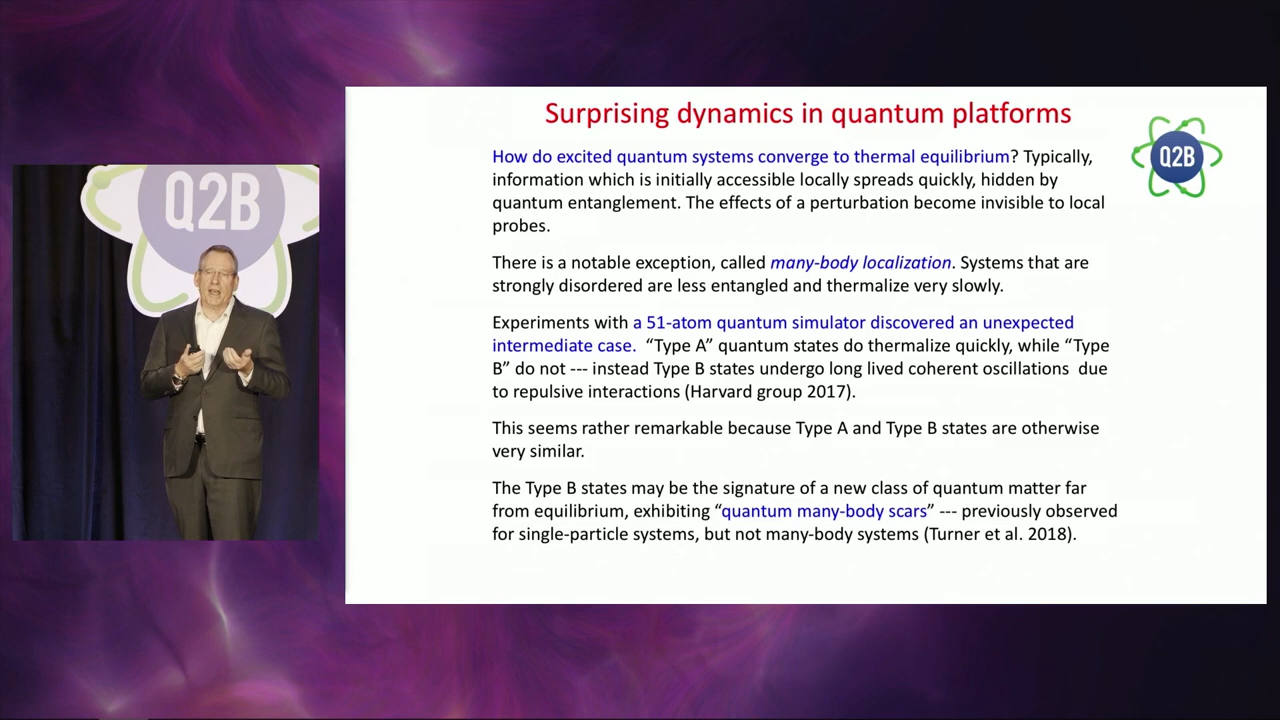 Q2B
Surprising dynamics in quantum platforms
Q2B
How do excited quantum systems converge to thermal equilibrium? Typically,
information which is initially accessible locally spreads quickly, hidden by
quantum entanglement. The effects of a perturbation become invisible to local
probes.
There is a notable exception, called many-body localization. Systems that are
strongly disordered are less entangled and thermalize very slowly.
Experiments with a 51-atom quantum simulator discovered an unexpected
intermediate case.  “Type A” quantum states do thermalize quickly, while “Type
B” do not --- instead Type B states undergo long lived coherent oscillations  due
to repulsive interactions (Harvard group 2017).
This seems rather remarkable because Type A and Type B states are otherwise
very similar.
The Type B states may be the signature of a new class of quantum matter far
from equilibrium, exhibiting “quantum many-body scars” --- previously observed
for single-particle systems, but not many-body systems (Turner et al. 2018).